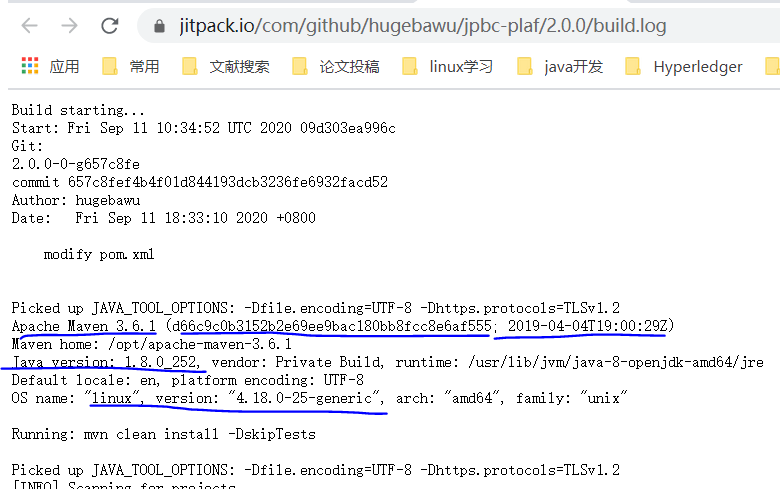 jitpack.io/com/github/hugebawu/jpbc-plaf/2.0.0/build.log
应用 常用 文献搜索 论文投稿 linux学习 java开发 Hyperledger
Build starting...
Start: Fri Sep 11 10:34:52 UTC 2020 09d303ea996c
Git:
2.0.0-0-g657c8fe
commit 657c8fef4b4f01d844193dcb3236fe6932facd52
Author: hugebawu
Date:   Fri Sep 11 18:33:10 2020 +0800
modify pom.xml
Picked up JAVA_TOOL_OPTIONS: -Dfile.encoding=UTF-8 -Dhttps.protocols=TLSv1.2
Apache Maven 3.6.1 (d66c9c0b3152b2e69ee9bac180bb8fcc8e6af555; 2019-04-04T19:00:29Z)
Maven home: /opt/apache-maven-3.6.1
Java version: 1.8.0_252, vendor: Private Build, runtime: /usr/lib/jvm/java-8-openjdk-amd64/jre
Default locale: en, platform encoding: UTF-8
OS name: "linux", version: "4.18.0-25-generic", arch: "amd64", family: "unix"
Running: mvn clean install -DskipTests
Picked up JAVA_TOOL_OPTIONS: -Dfile.encoding=UTF-8 -Dhttps.protocols=TLSv1.2
[INFO] Scanning for projects